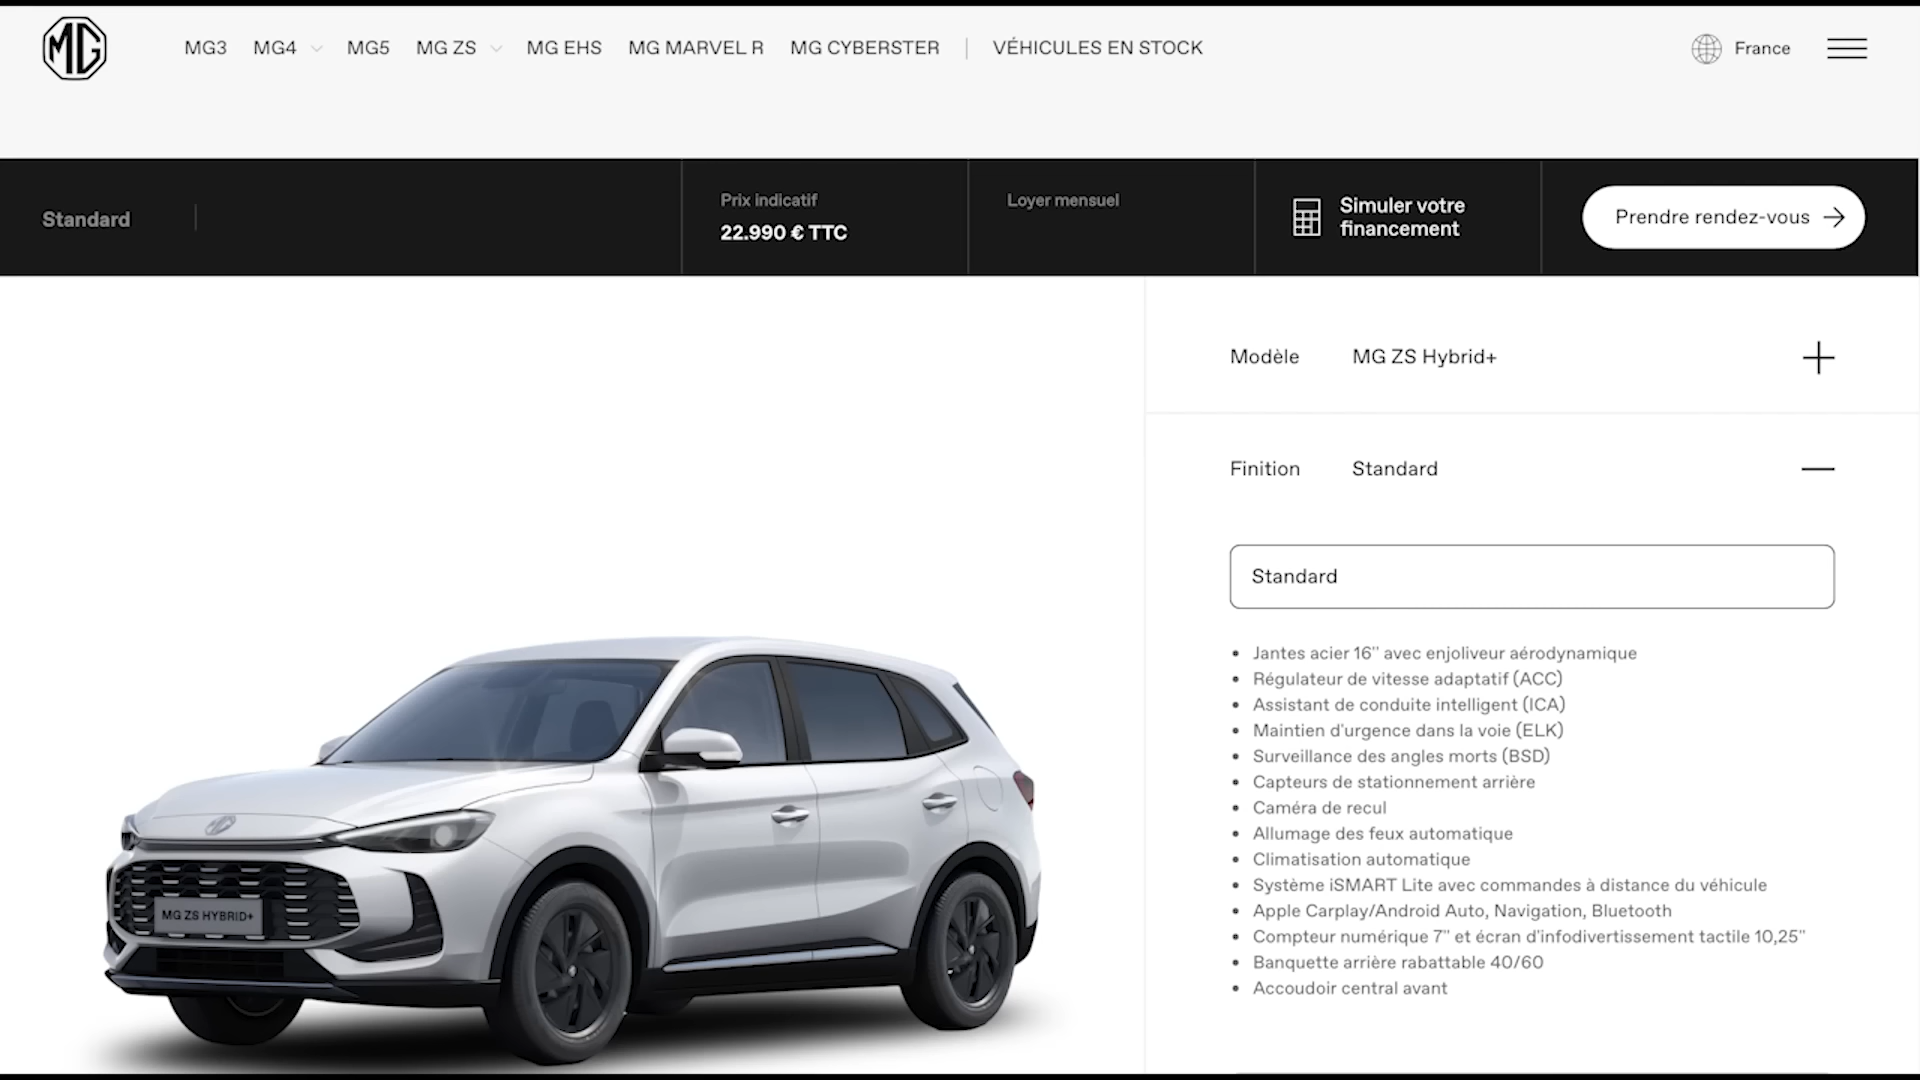 MG
MG3 MG4 MG5 MG ZS MG EHS MG MARVEL R MG CYBERSTER VÉHICULES EN STOCK
France
Standard
Prix indicatif
22.990 € TTC
Loyer mensuel
Simuler votre
financement
Prendre rendez-vous
Modèle MG ZS Hybrid+
Finition Standard
Standard
Jantes acier 16" avec enjoliveur aérodynamique
Régulateur de vitesse adaptatif (ACC)
Assistant de conduite intelligent (ICA)
Maintien d'urgence dans la voie (ELK)
Surveillance des angles morts (BSD)
Capteurs de stationnement arrière
Caméra de recul
Allumage des feux automatique
Climatisation automatique
Système iSMART Lite avec commandes à distance du véhicule
Apple Carplay/Android Auto, Navigation, Bluetooth
Compteur numérique 7" et écran d'infodivertissement tactile 10,25"
Banquette arrière rabattable 40/60
Accoudoir central avant
MG ZS HYBRID+